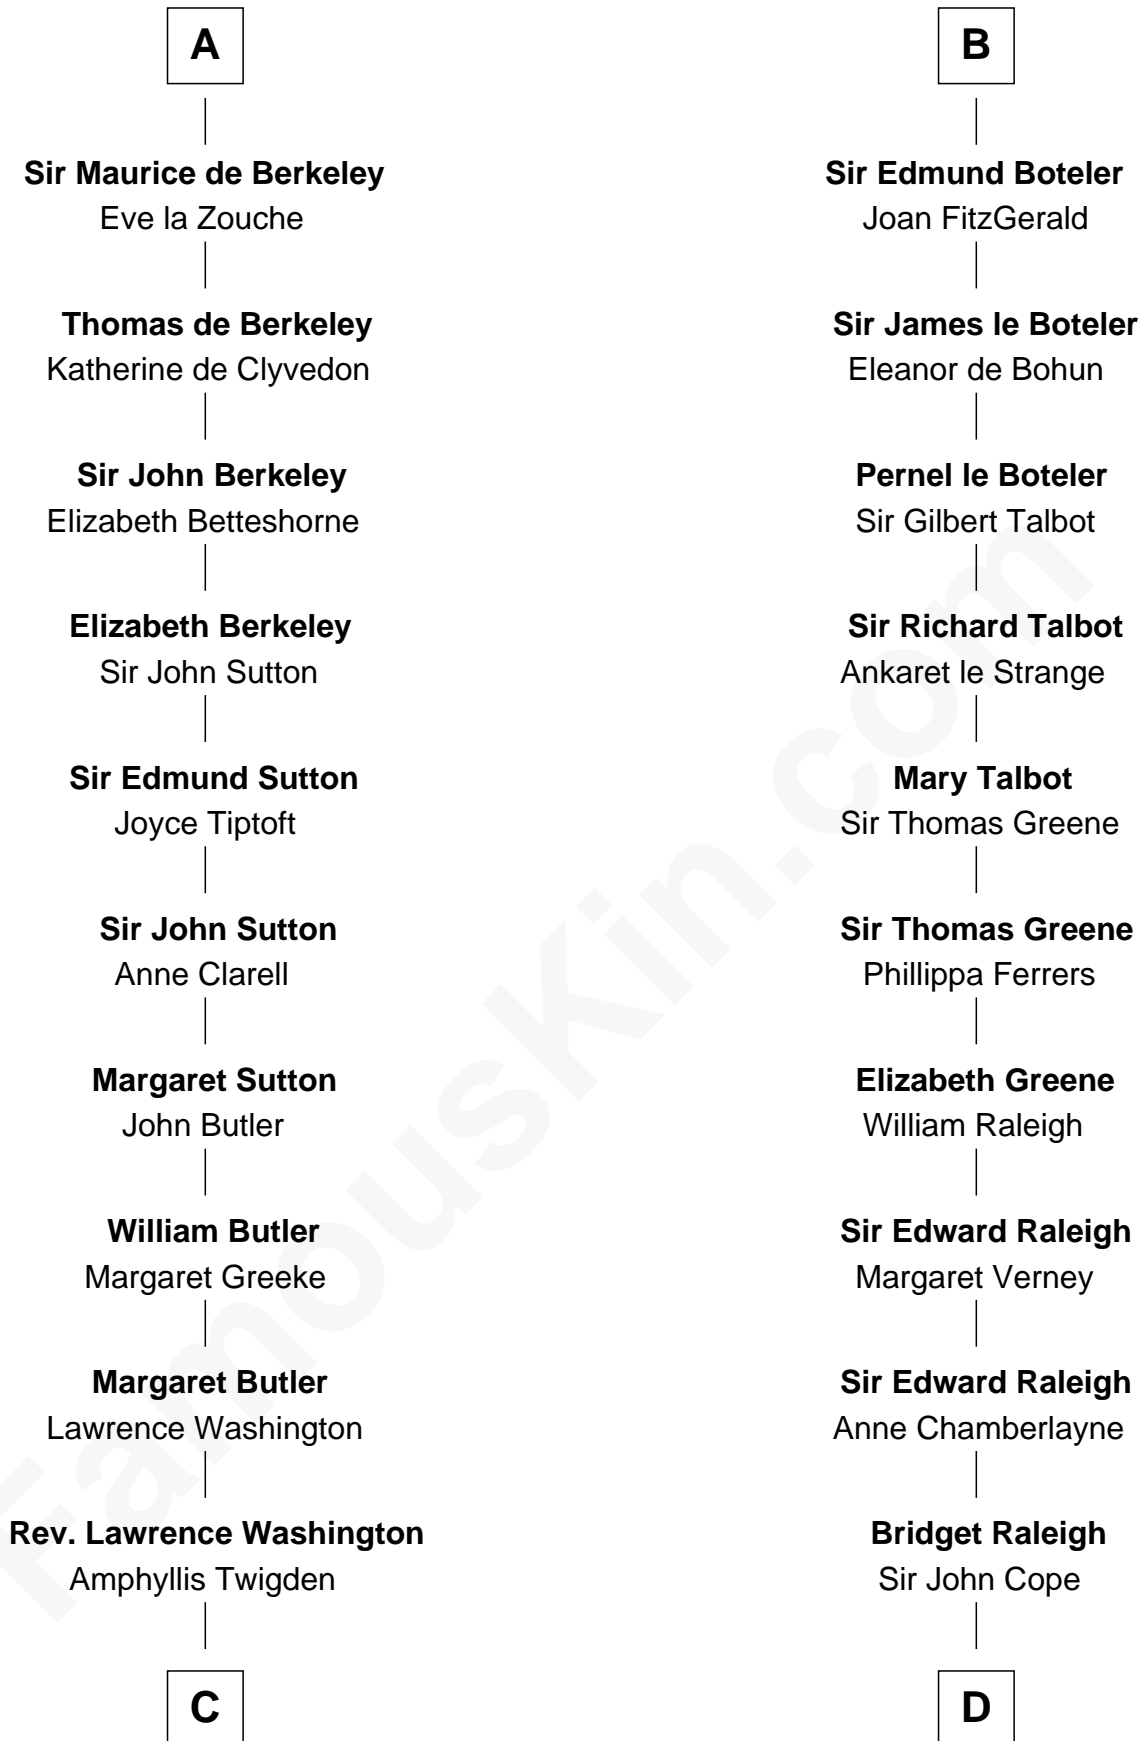 A
Sir Maurice de Berkeley
Eve la Zouche
Thomas de Berkeley
Katherine de Clyvedon
Sir John Berkeley
Elizabeth Betteshorne
Elizabeth Berkeley
Sir John Sutton
Sir Edmund Sutton
Joyce Tiptoft
Sir John Sutton
Anne Clarell
Margaret Sutton
John Butler
William Butler
Margaret Greeke
Margaret Butler
Lawrence Washington
Rev. Lawrence Washington
Amphyllis Twigden
C
B
Sir Edmund Boteler
Joan FitzGerald
Sir James le Boteler
Eleanor de Bohun
Pernel le Boteler
Sir Gilbert Talbot
Sir Richard Talbot
Ankaret le Strange
Mary Talbot
Sir Thomas Greene
Sir Thomas Greene
Phillippa Ferrers
Elizabeth Greene
William Raleigh
Sir Edward Raleigh
Margaret Verney
Sir Edward Raleigh
Anne Chamberlayne
Bridget Raleigh
Sir John Cope
D
FamousKin.com